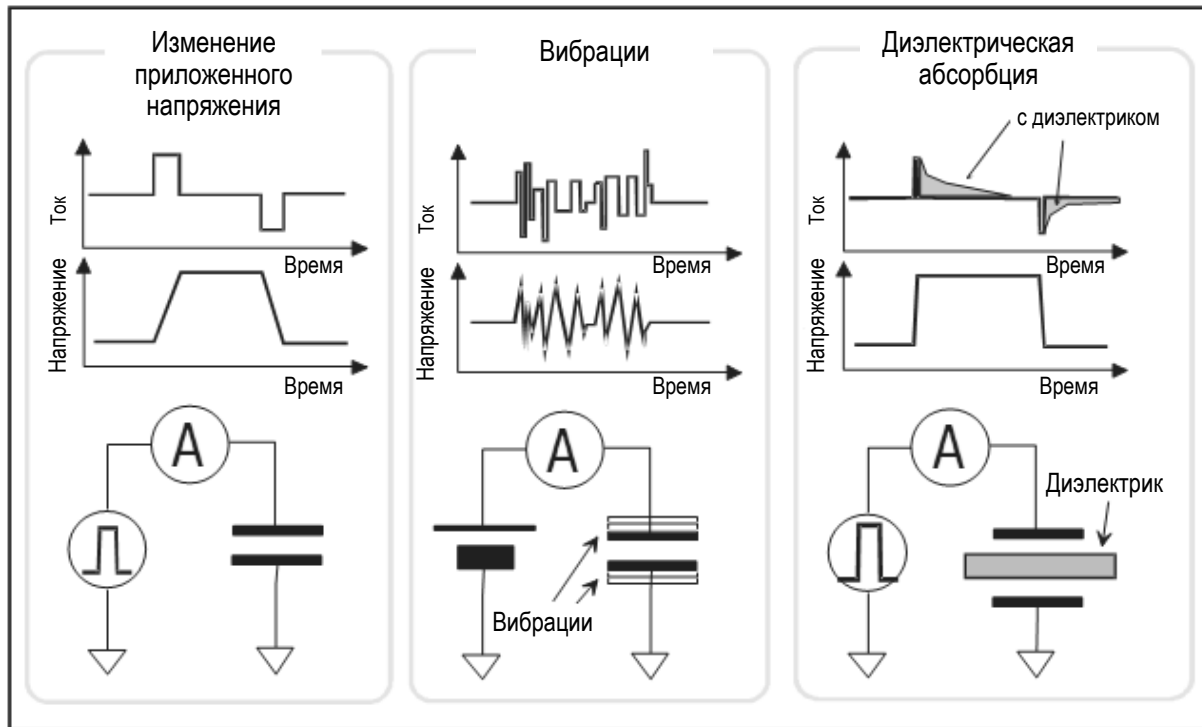 Изменение
приложенного
напряжения
Ток
Время
Напряжение
Время
A
Вибрации
Ток
Время
Напряжение
Время
A
Вибрации
Диэлектрическая
абсорбция
с диэлектриком
Ток
Время
Напряжение
Время
A
Диэлектрик